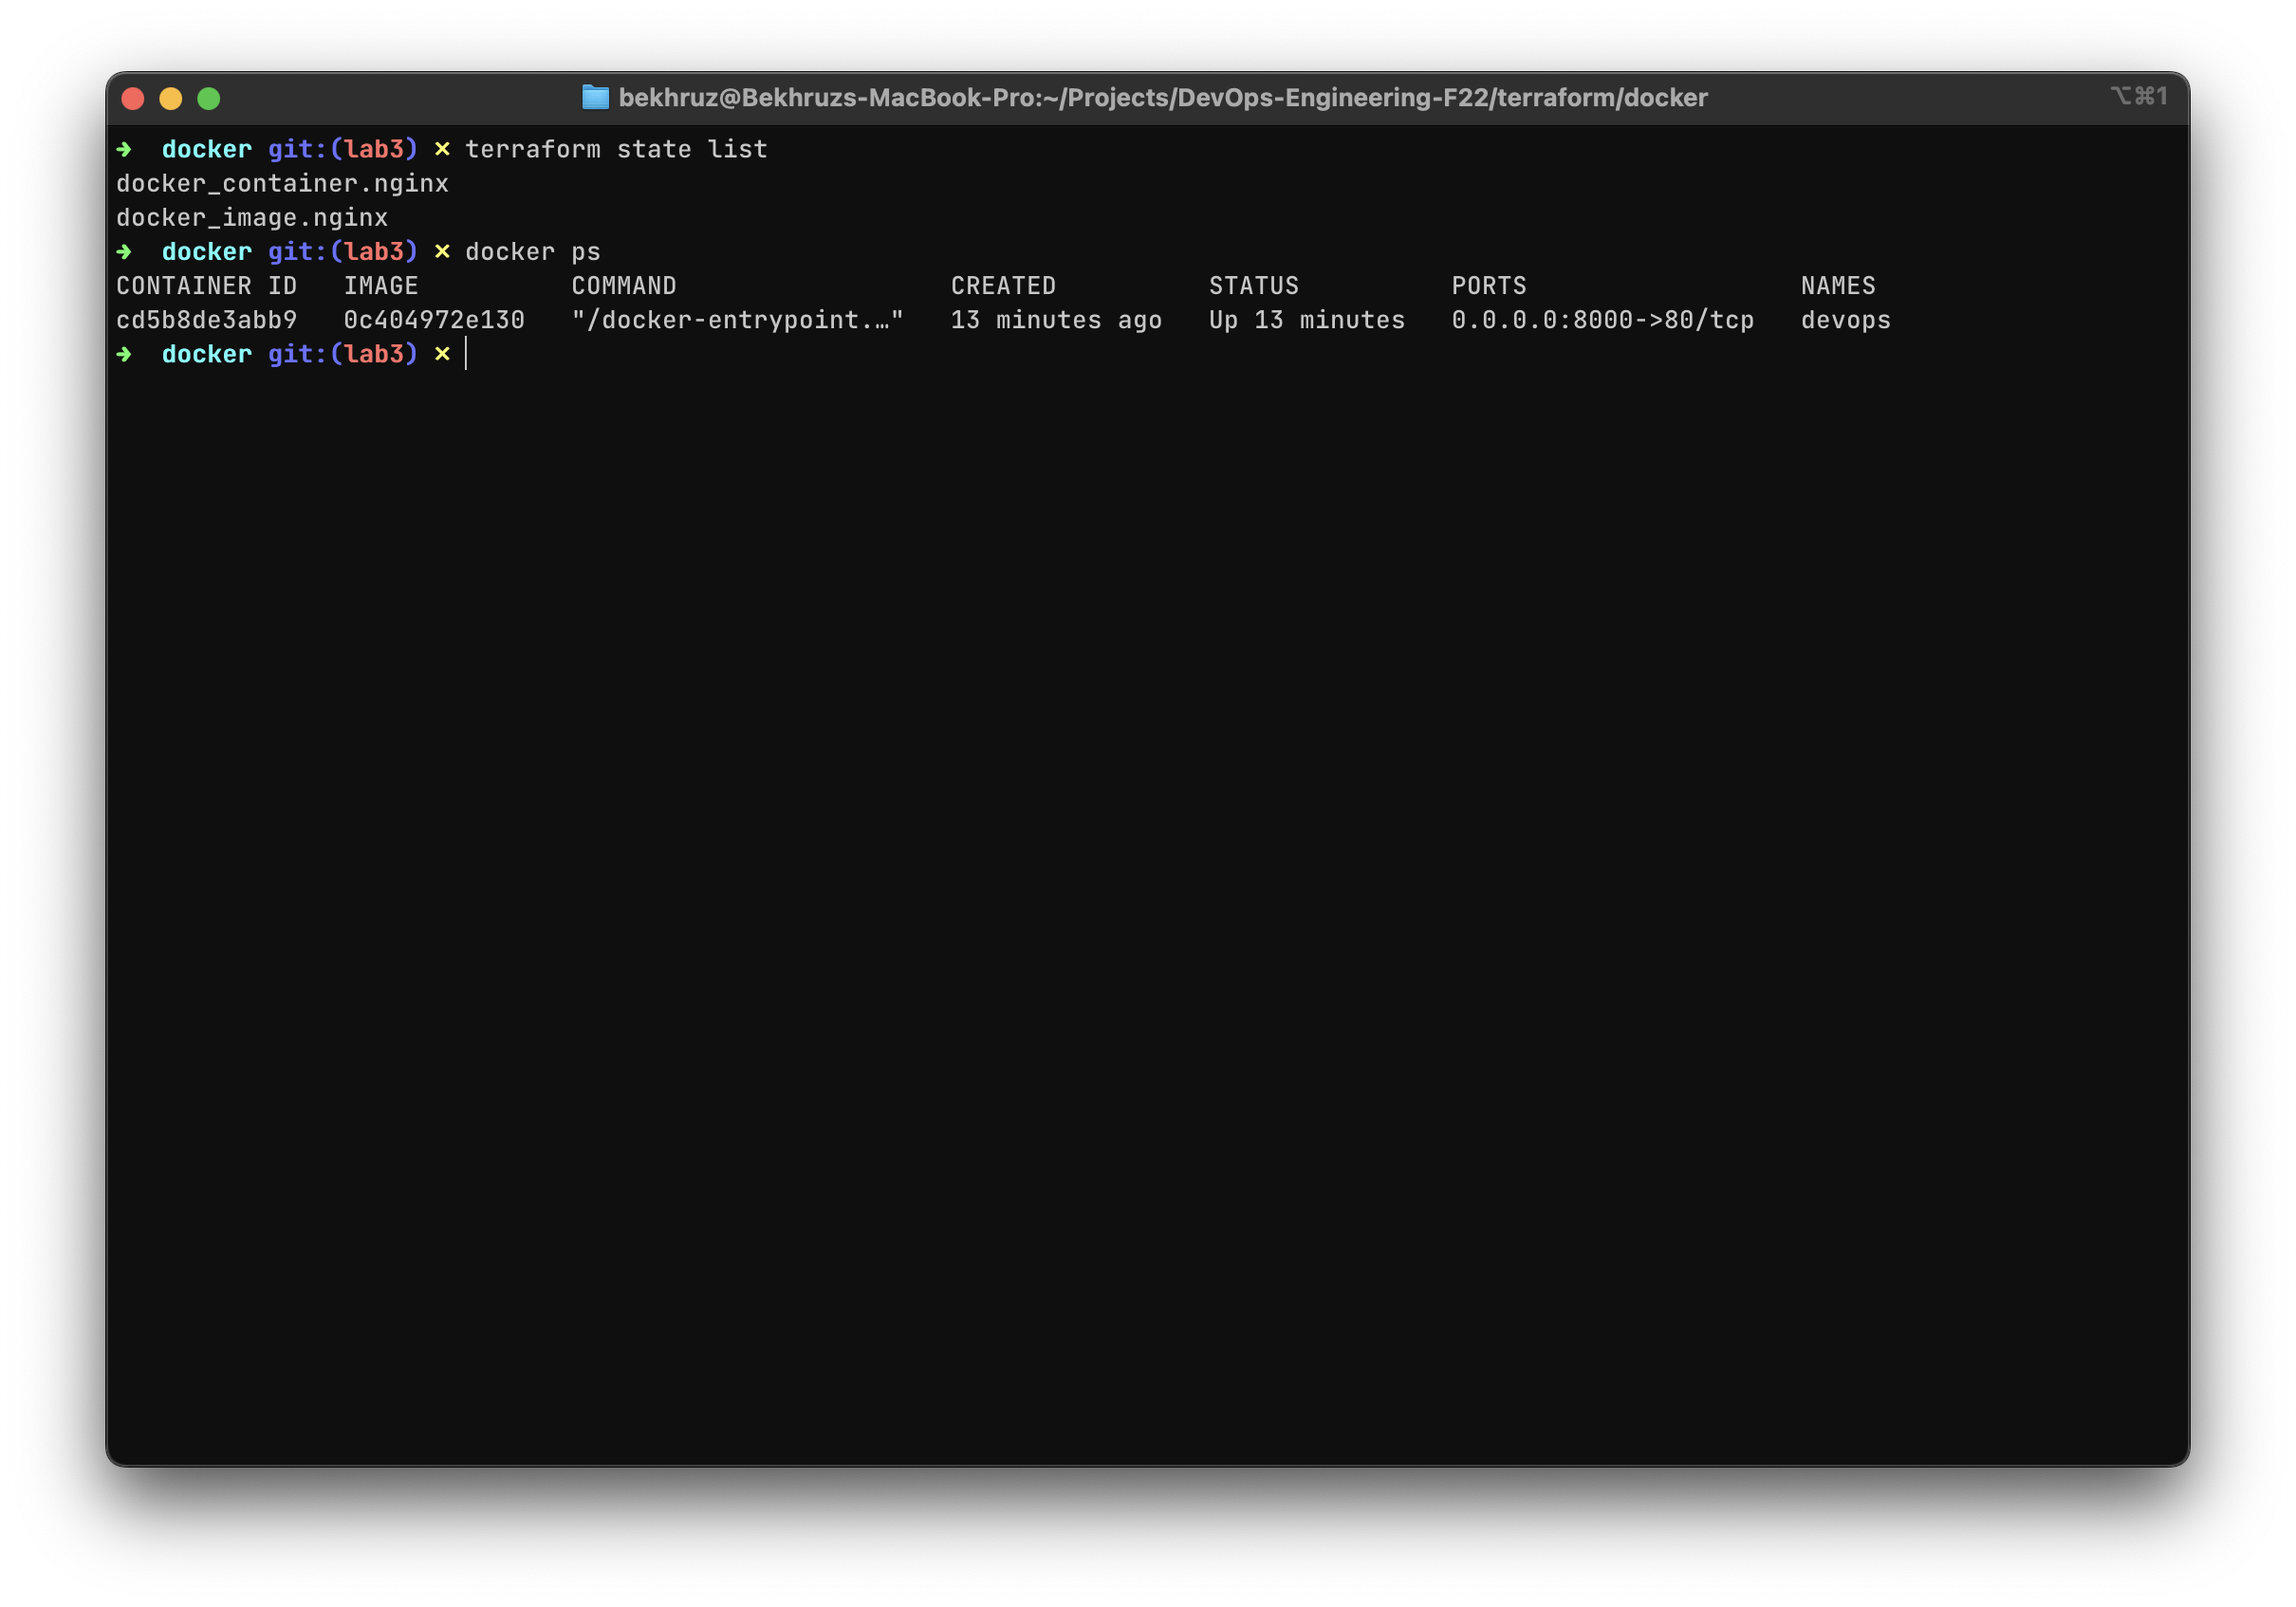 bekhruz@Bekhruzs-MacBook-Pro:~/Projects/DevOps-Engineering-F22/terraform/docker ⌥⌘1
➜  docker git:(lab3) ✗ terraform state list
docker_container.nginx
docker_image.nginx
➜  docker git:(lab3) ✗ docker ps
CONTAINER ID   IMAGE          COMMAND                  CREATED          STATUS          PORTS                  NAMES
cd5b8de3abb9   0c404972e130   "/docker-entrypoint.…"   13 minutes ago   Up 13 minutes   0.0.0.0:8000->80/tcp   devops
➜  docker git:(lab3) ✗